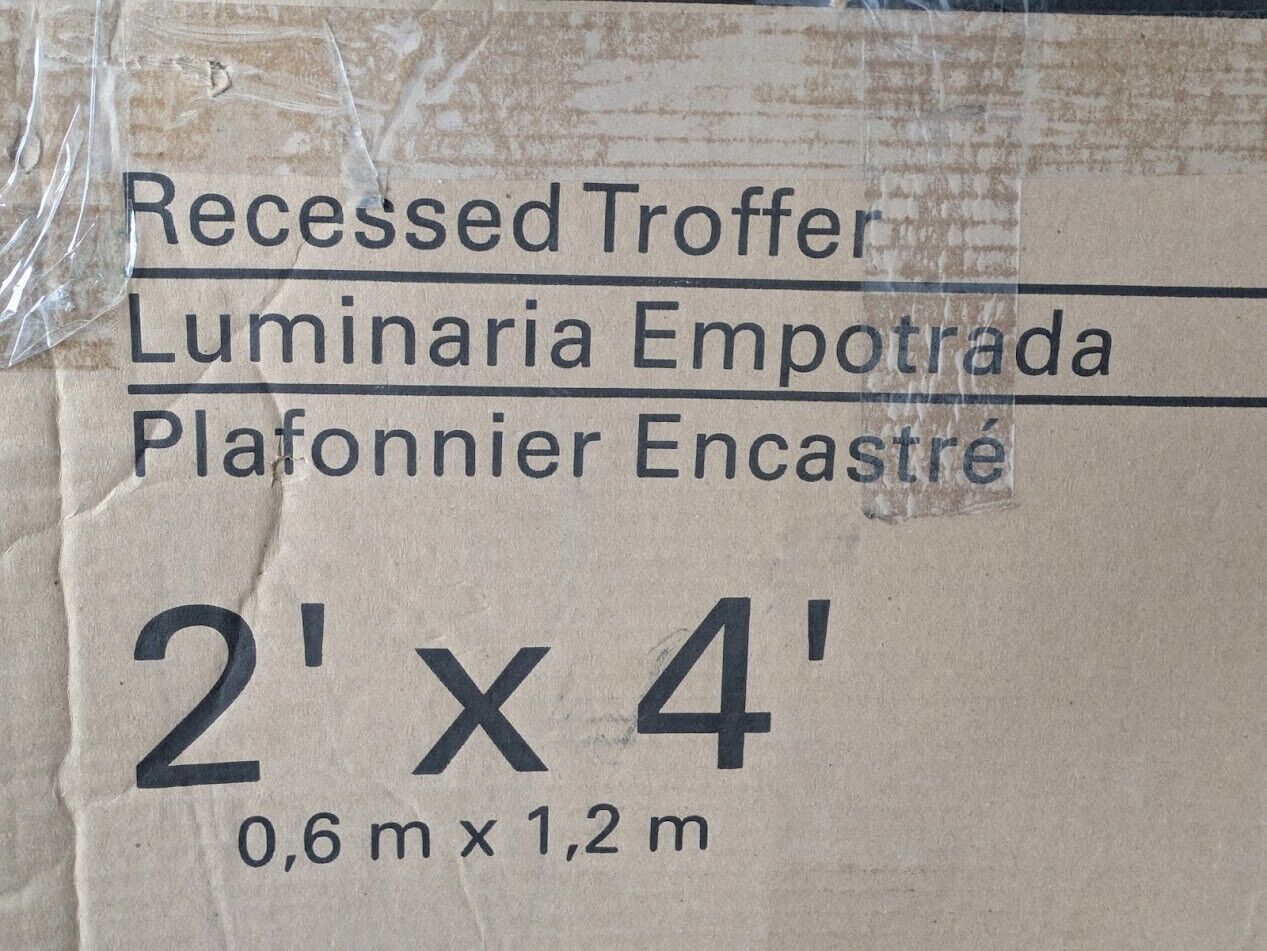 Recessed Troffer
Luminaria Empotrada
Plafonnier Encastré
2' x 4'
0,6 m x 1,2 m